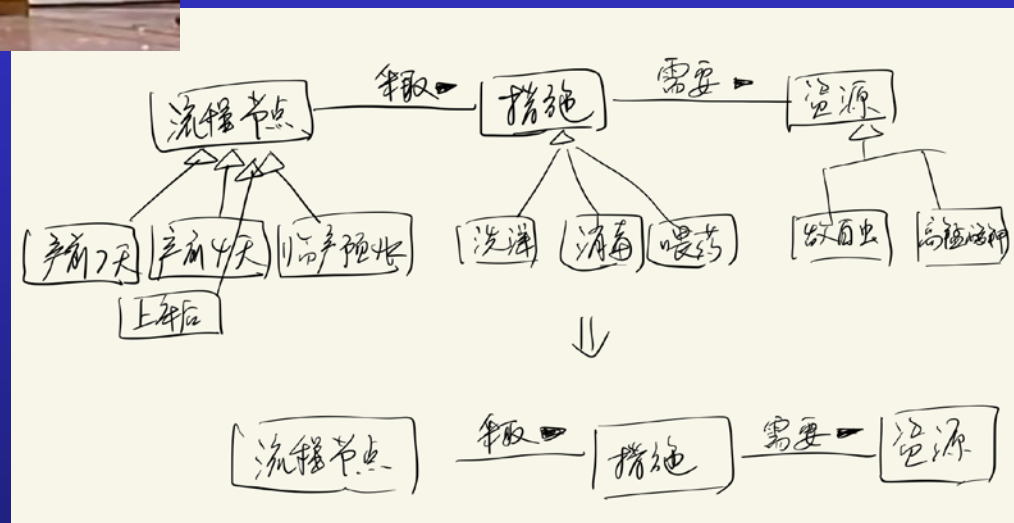 流程节点 采取 措施 需要 资源
产前7天 产前4天 临产预兆 洗澡 消毒 喂药 敌百虫 高锰酸钾
上床后
⇓
流程节点 采取 措施 需要 资源